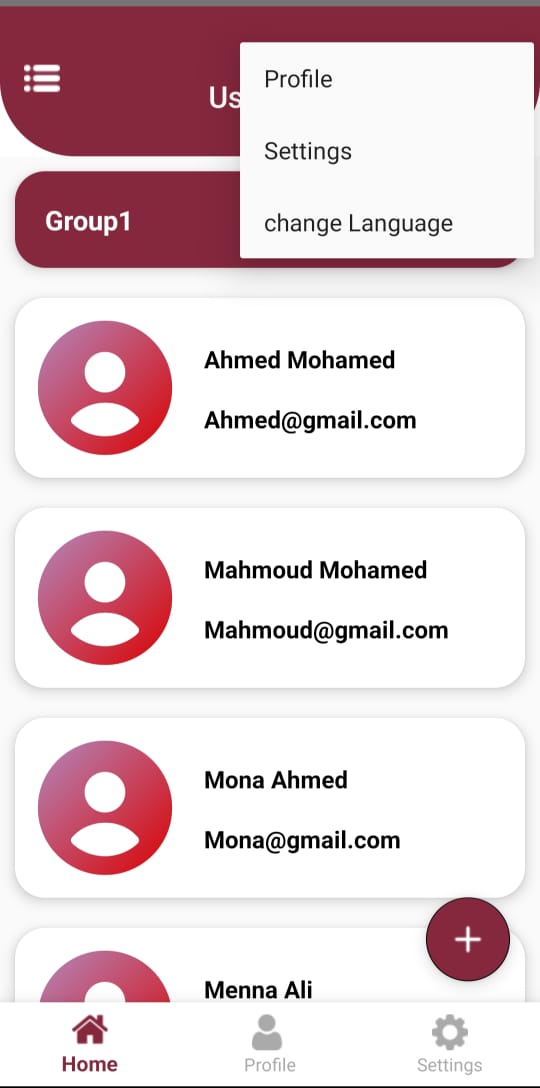 Profile
Settings
change Language
Group1
Ahmed Mohamed
Ahmed@gmail.com
Mahmoud Mohamed
Mahmoud@gmail.com
Mona Ahmed
Mona@gmail.com
Menna Ali
Home
Profile
Settings